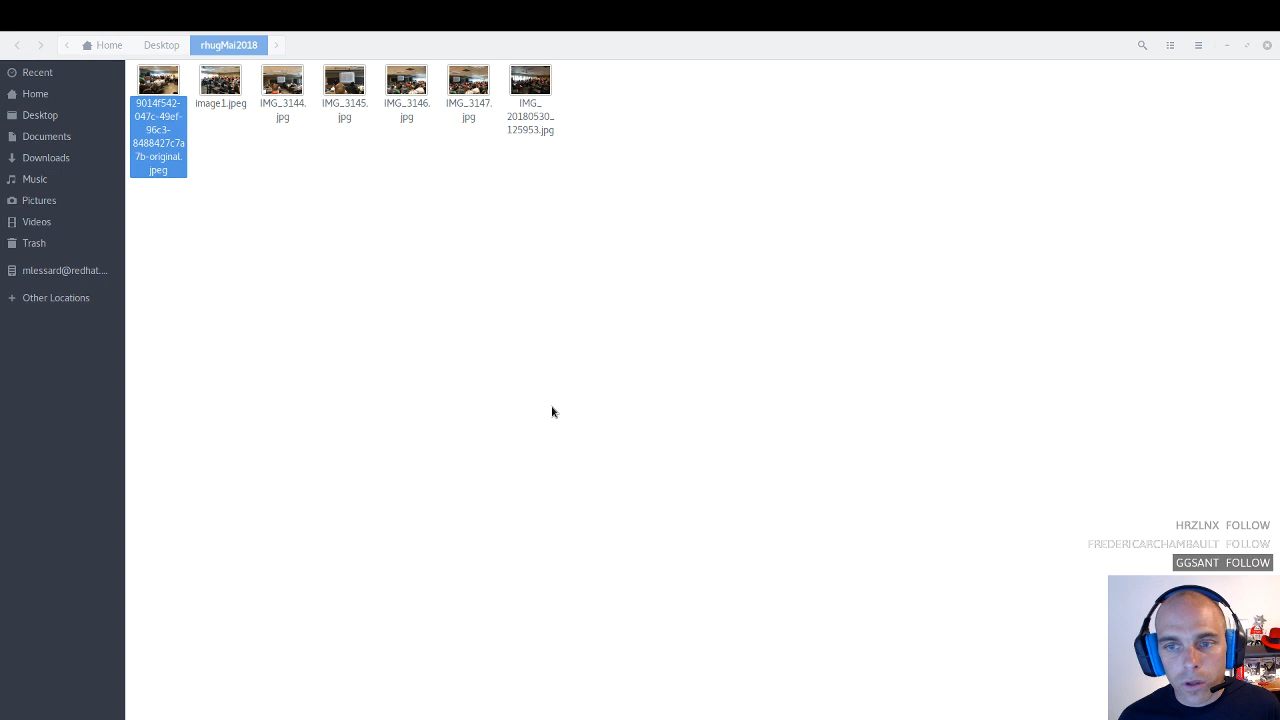 Home
Desktop
rhugMai2018
Recent
Home
Desktop
Documents
Downloads
Music
Pictures
Videos
Trash
mlessard@redhat....
Other Locations
9014f542-
047c-49ef-
96c3-
8488427c7a
7b-original.
jpeg
image1.jpeg
IMG_3144.
jpg
IMG_3145.
jpg
IMG_3146.
jpg
IMG_3147.
jpg
IMG_
20180530_
125953.jpg
HRZLNX FOLLOW
FREDERICARCHAMBAULT FOLLOW
GGSANT FOLLOW